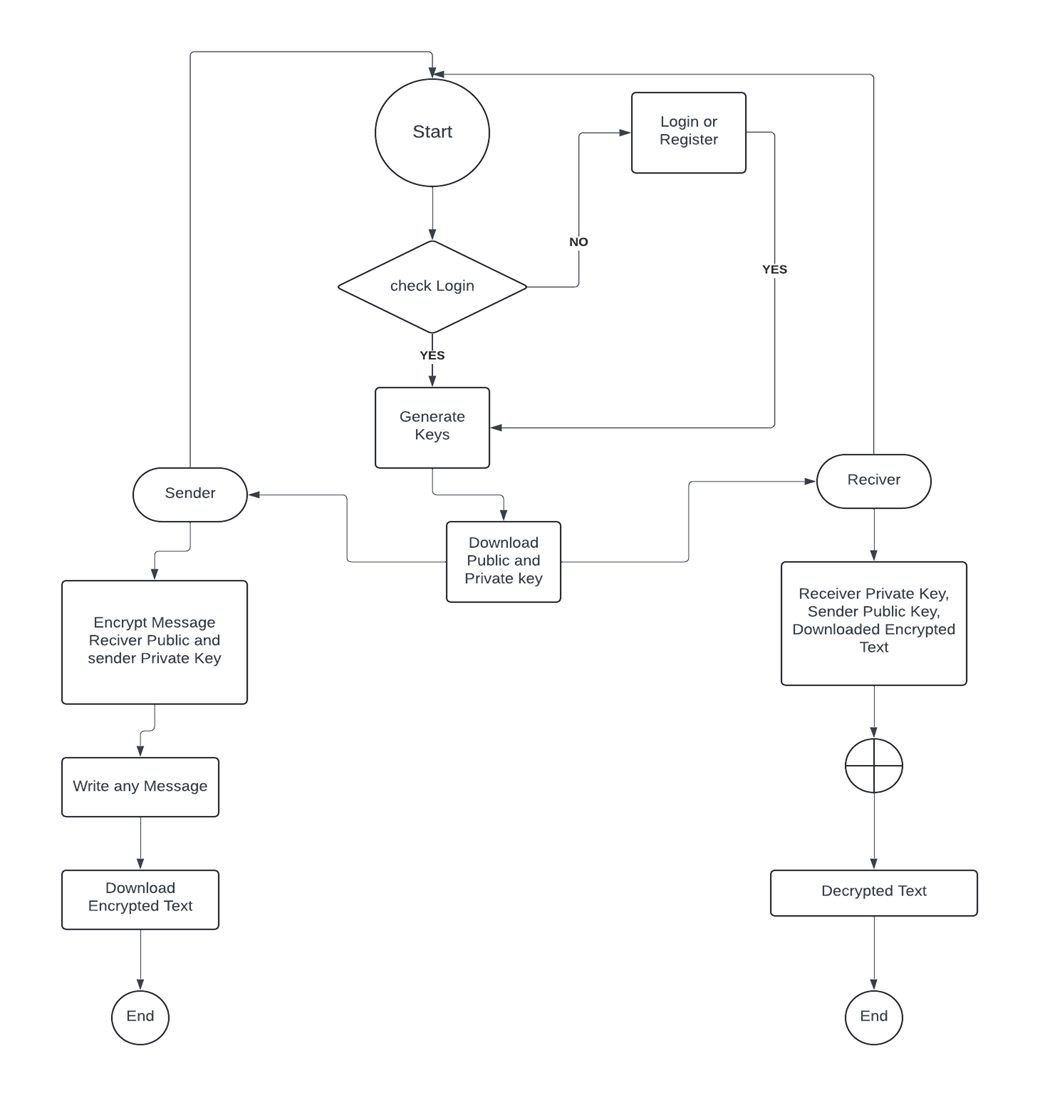 Start
Login or
Register
NO
check Login
YES
YES
Generate
Keys
Sender
Reciver
Download
Public and
Private key
Encrypt Message
Reciver Public and
sender Private Key
Receiver Private Key,
Sender Public Key,
Downloaded Encrypted
Text
Write any Message
Download
Encrypted Text
Decrypted Text
End
End